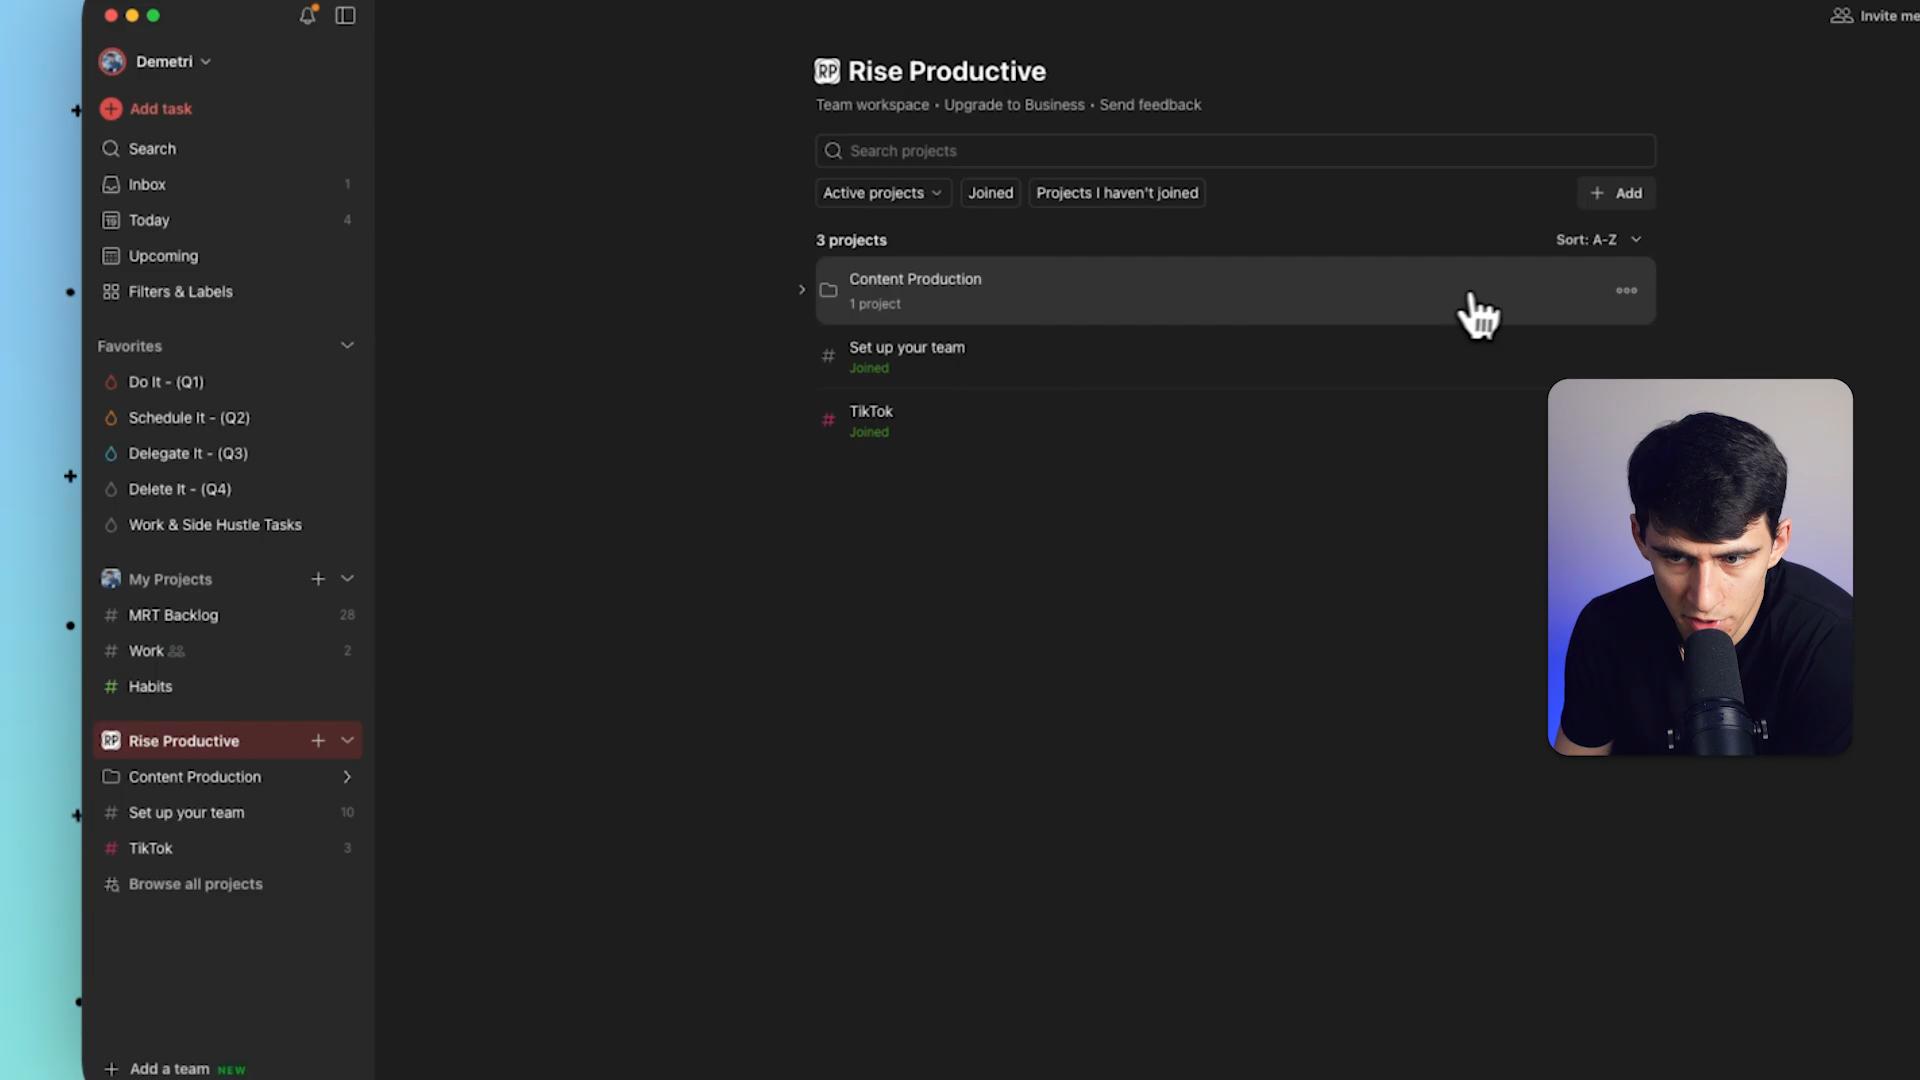 Demetri
Add task
Search
Inbox 1
19 Today 4
Upcoming
Filters & Labels
Favorites
Do It - (Q1)
Schedule It - (Q2)
Delegate It - (Q3)
Delete It - (Q4)
Work & Side Hustle Tasks
My Projects
# MRT Backlog 28
# Work 2
# Habits
RP Rise Productive
Content Production
# Set up your team 10
# TikTok 3
Browse all projects
Add a team NEW
Invite me
RP Rise Productive
Team workspace • Upgrade to Business • Send feedback
Search projects
Active projects Joined Projects I haven't joined + Add
3 projects Sort: A-Z
Content Production
1 project
# Set up your team
Joined
# TikTok
Joined